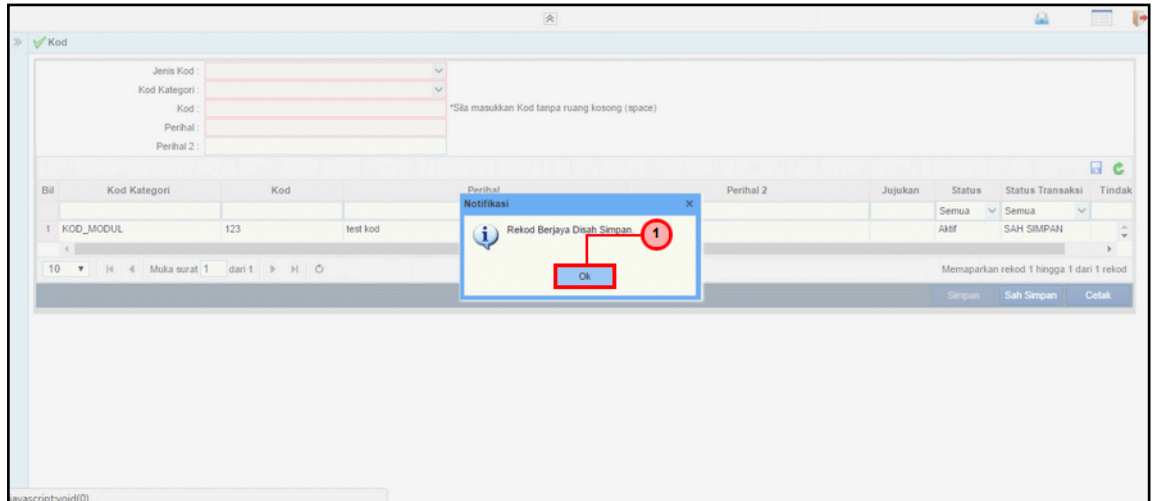 Kod
Jenis Kod :
Kod Kategori :
Kod : *Sila masukkan Kod tanpa ruang kosong (space)
Perihal :
Perihal 2 :
Bil Kod Kategori Kod Perihal Perihal 2 Jujukan Status Status Transaksi Tindak
Semua Semua
1 KOD_MODUL 123 test kod Aktif SAH SIMPAN
Notifikasi x
Rekod Berjaya Disah Simpan.
1
Ok
10 Muka surat 1 dari 1 Memaparkan rekod 1 hingga 1 dari 1 rekod
Simpan Sah Simpan Cetak
javascript:void(0)